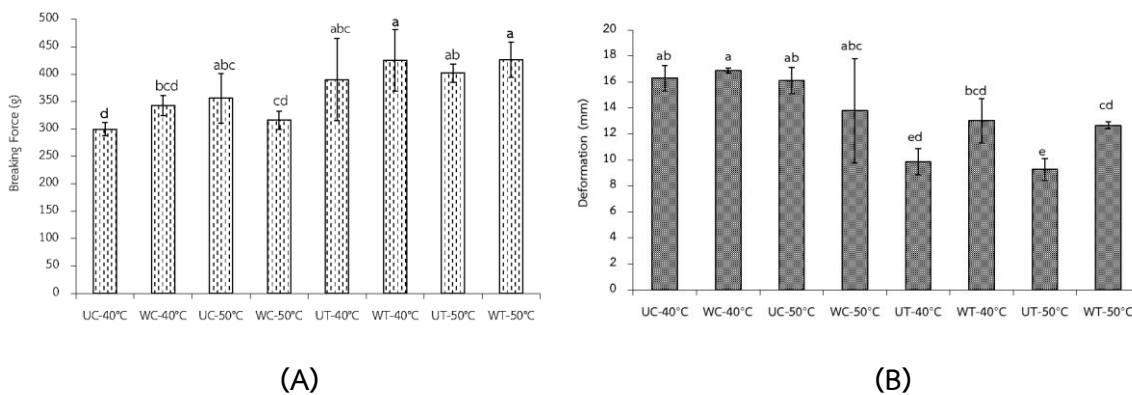 500
450
400
350
300
250
200
150
100
50
0
Breaking Force (g)
d
bcd
abc
cd
abc
a
ab
a
UC-40°C
WC-40°C
UC-50°C
WC-50°C
UT-40°C
WT-40°C
UT-50°C
WT-50°C
(A)
20
18
16
14
12
10
8
6
4
2
0
Deformation (mm)
ab
a
ab
abc
ed
bcd
e
cd
UC-40°C
WC-40°C
UC-50°C
WC-50°C
UT-40°C
WT-40°C
UT-50°C
WT-50°C
(B)